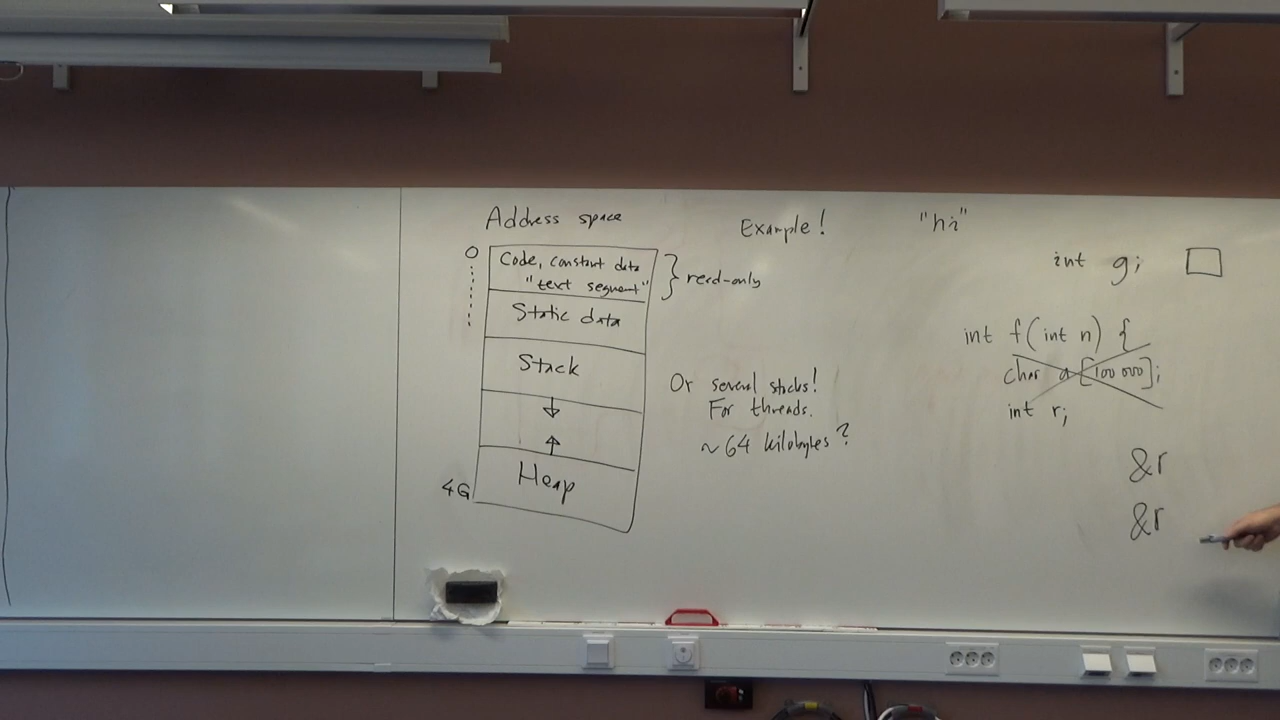 Address space
0
Code, constant data
"text segment"
} read-only
Static data
Stack
Heap
4G
Or several stacks!
For threads.
~64 kilobytes?
Example!
"hi"
int g;
int f(int n) {
char a[100 000];
int r;
&r
&r